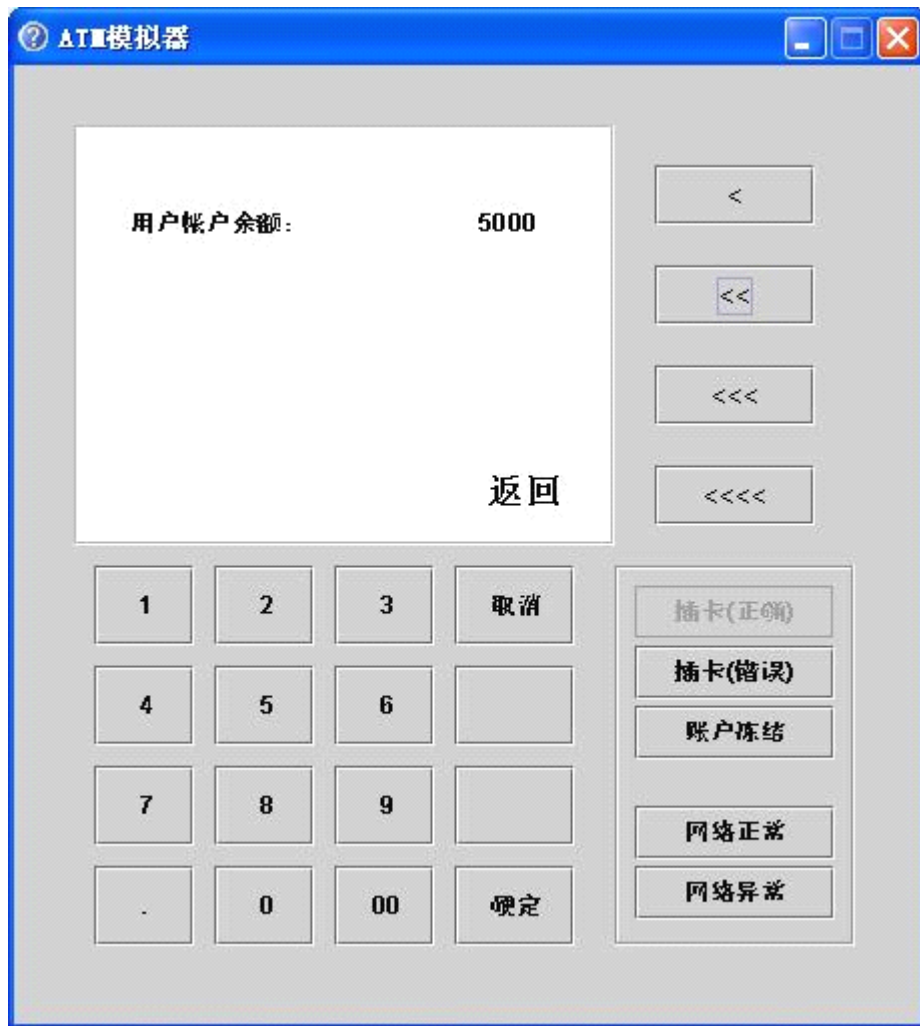 ATM模拟器
用户帐户余额: 5000
返回
<
<<
<<<
<<<<
1 2 3 取消
4 5 6
7 8 9
. 0 00 确定
插卡(正确)
插卡(错误)
账户冻结
网络正常
网络异常